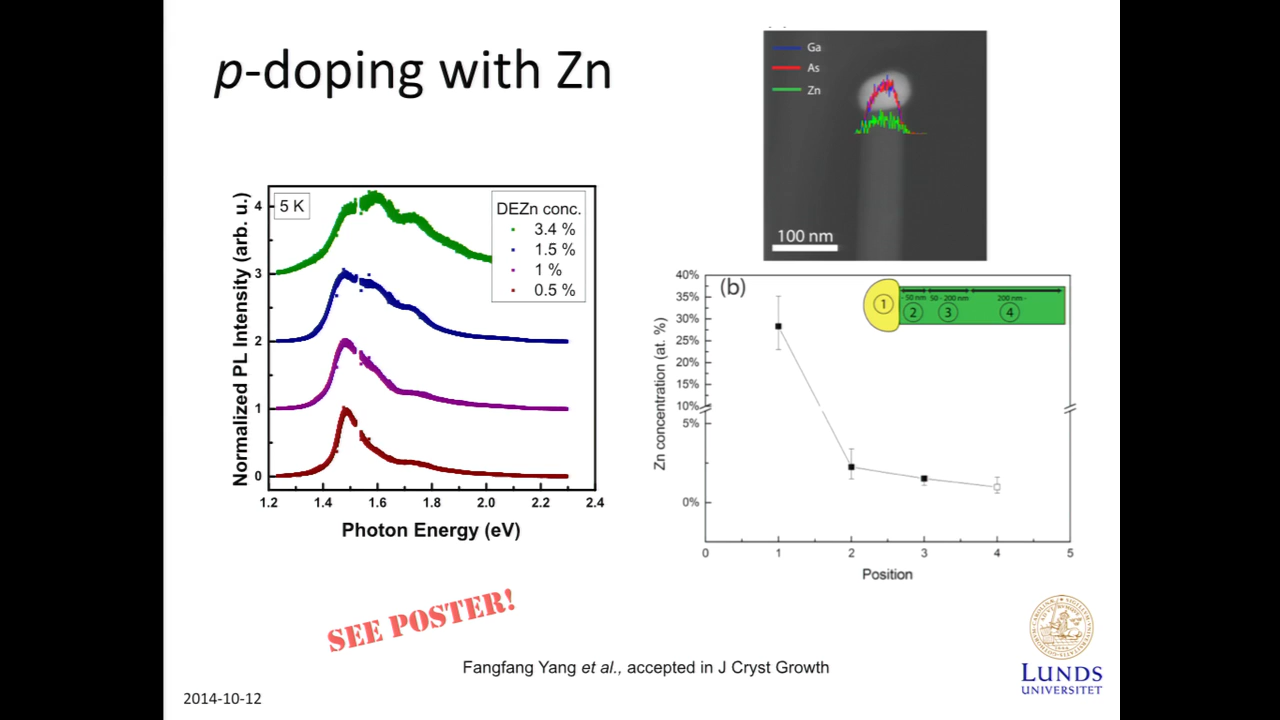 p-doping with Zn
Ga
As
Zn
100 nm
Normalized PL Intensity (arb. u.)
4
3
2
1
0
5 K
DEZn conc.
3.4 %
1.5 %
1 %
0.5 %
1.2 1.4 1.6 1.8 2.0 2.2 2.4
Photon Energy (eV)
Zn concentration (at. %)
40%
35%
30%
25%
20%
15%
10%
5%
0%
(b)
- 50 nm 50 - 200 nm 200 nm -
1 2 3 4
0 1 2 3 4 5
Position
SEE POSTER!
Fangfang Yang et al., accepted in J Cryst Growth
2014-10-12
LUNDS
UNIVERSITET